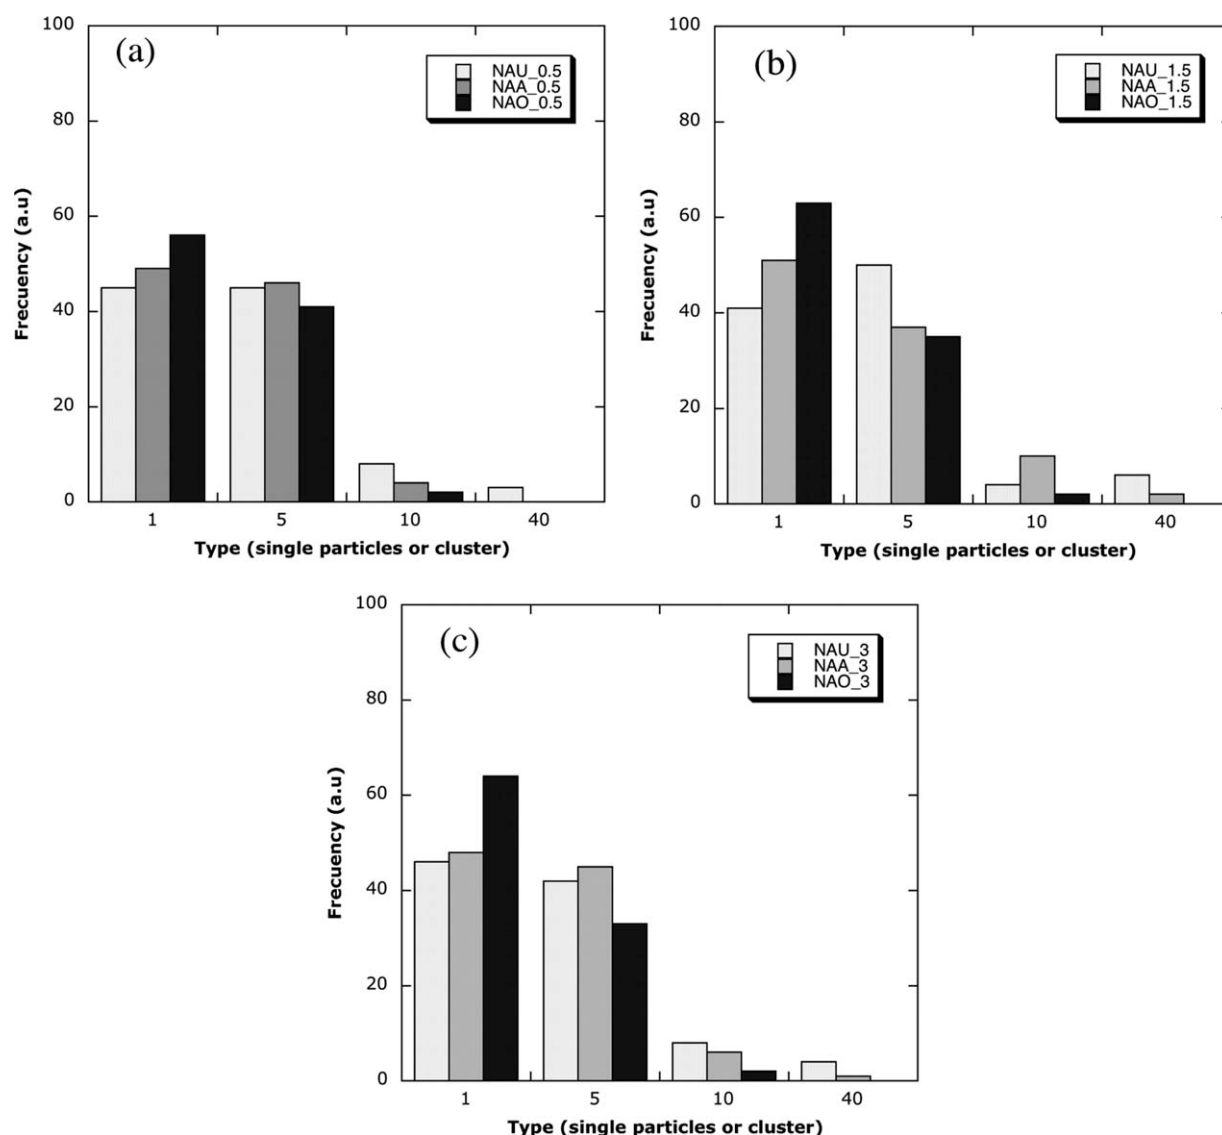 (a)
NAU_0.5
NAA_0.5
NAO_0.5
100
80
60
40
20
0
Frecuency (a.u)
1 5 10 40
Type (single particles or cluster)
(b)
NAU_1.5
NAA_1.5
NAO_1.5
100
80
60
40
20
0
Frecuency (a.u)
1 5 10 40
Type (single particles or cluster)
(c)
NAU_3
NAA_3
NAO_3
100
80
60
40
20
0
Frecuency (a.u)
1 5 10 40
Type (single particles or cluster)